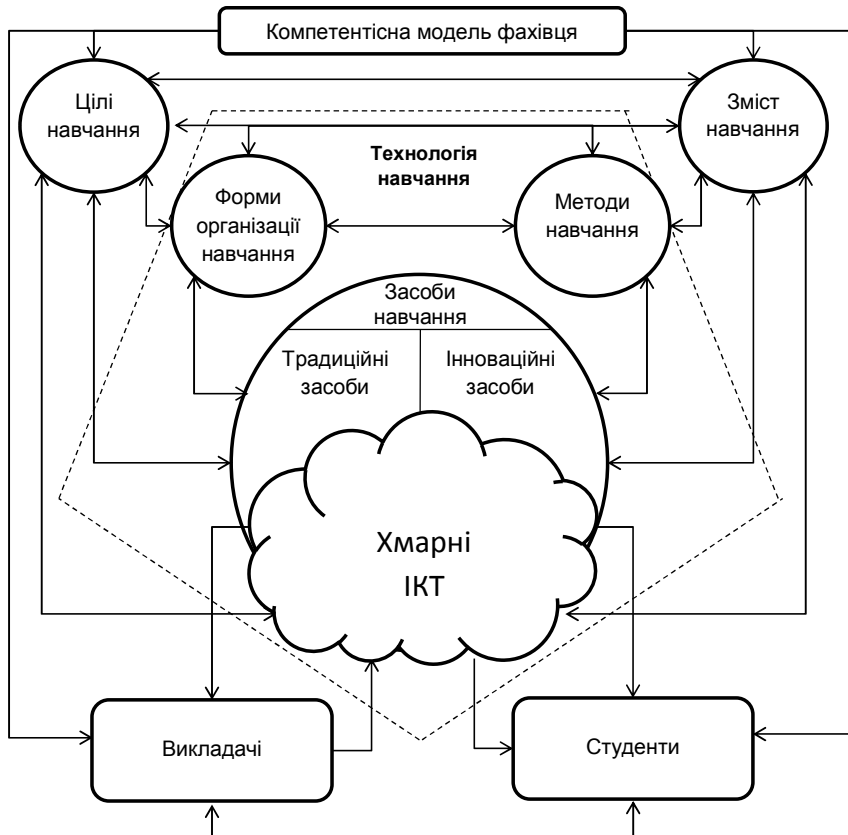 Компетентісна модель фахівця
Цілі
навчання
Зміст
навчання
Технологія
навчання
Форми
організації
навчання
Методи
навчання
Засоби
навчання
Традиційні
засоби
Інноваційні
засоби
Хмарні
ІКТ
Викладачі
Студенти